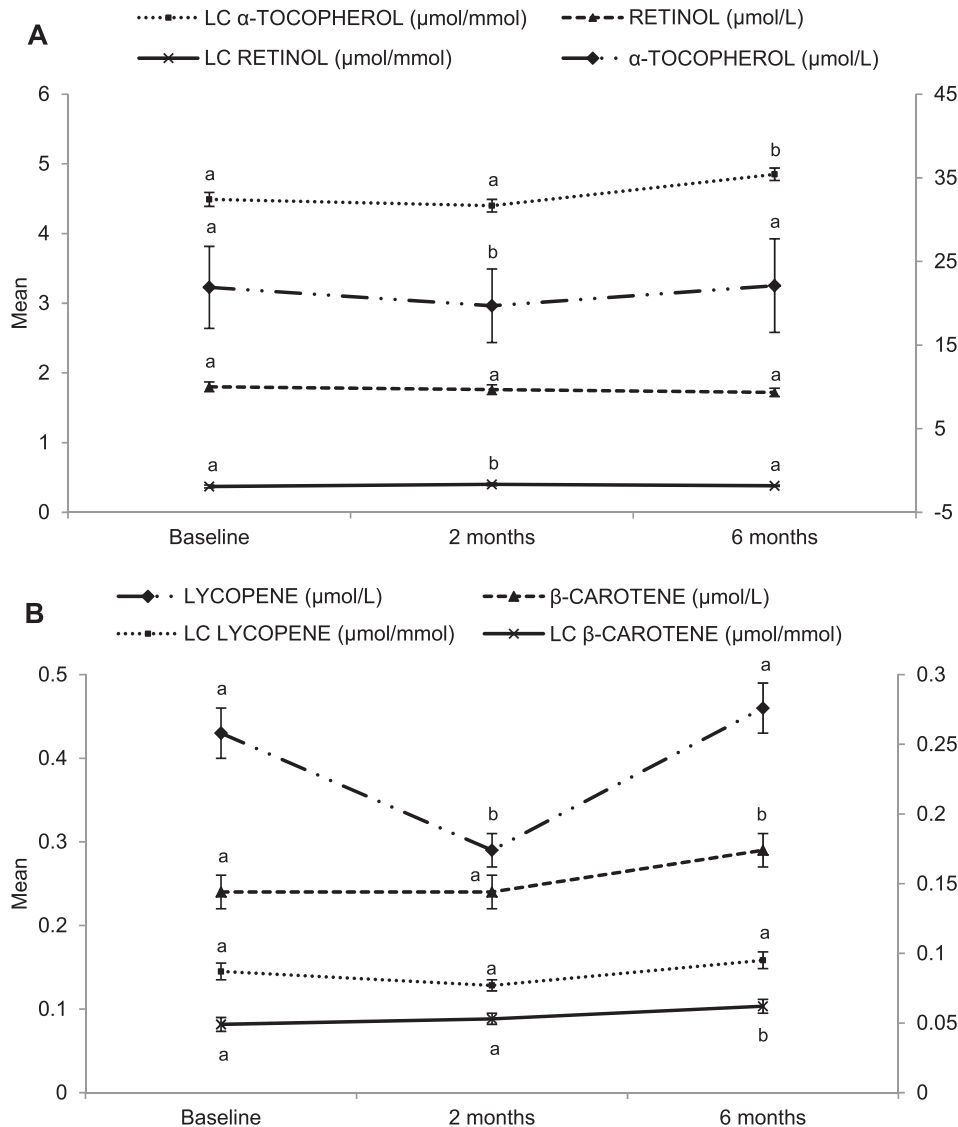 A
LC α-TOCOPHEROL (µmol/mmol) RETINOL (µmol/L)
LC RETINOL (µmol/mmol) α-TOCOPHEROL (µmol/L)
6 45
5 a a b 35
4 a b a 25
Mean
3 15
2 a a a
1 5
a b a
0 -5
Baseline 2 months 6 months
B
LYCOPENE (µmol/L) β-CAROTENE (µmol/L)
LC LYCOPENE (µmol/mmol) LC β-CAROTENE (µmol/mmol)
0.5 a a 0.3
0.4 0.25
0.3 a b b 0.2
a
Mean
0.2 0.15
a a a
0.1 0.1
a a b 0.05
0 0
Baseline 2 months 6 months